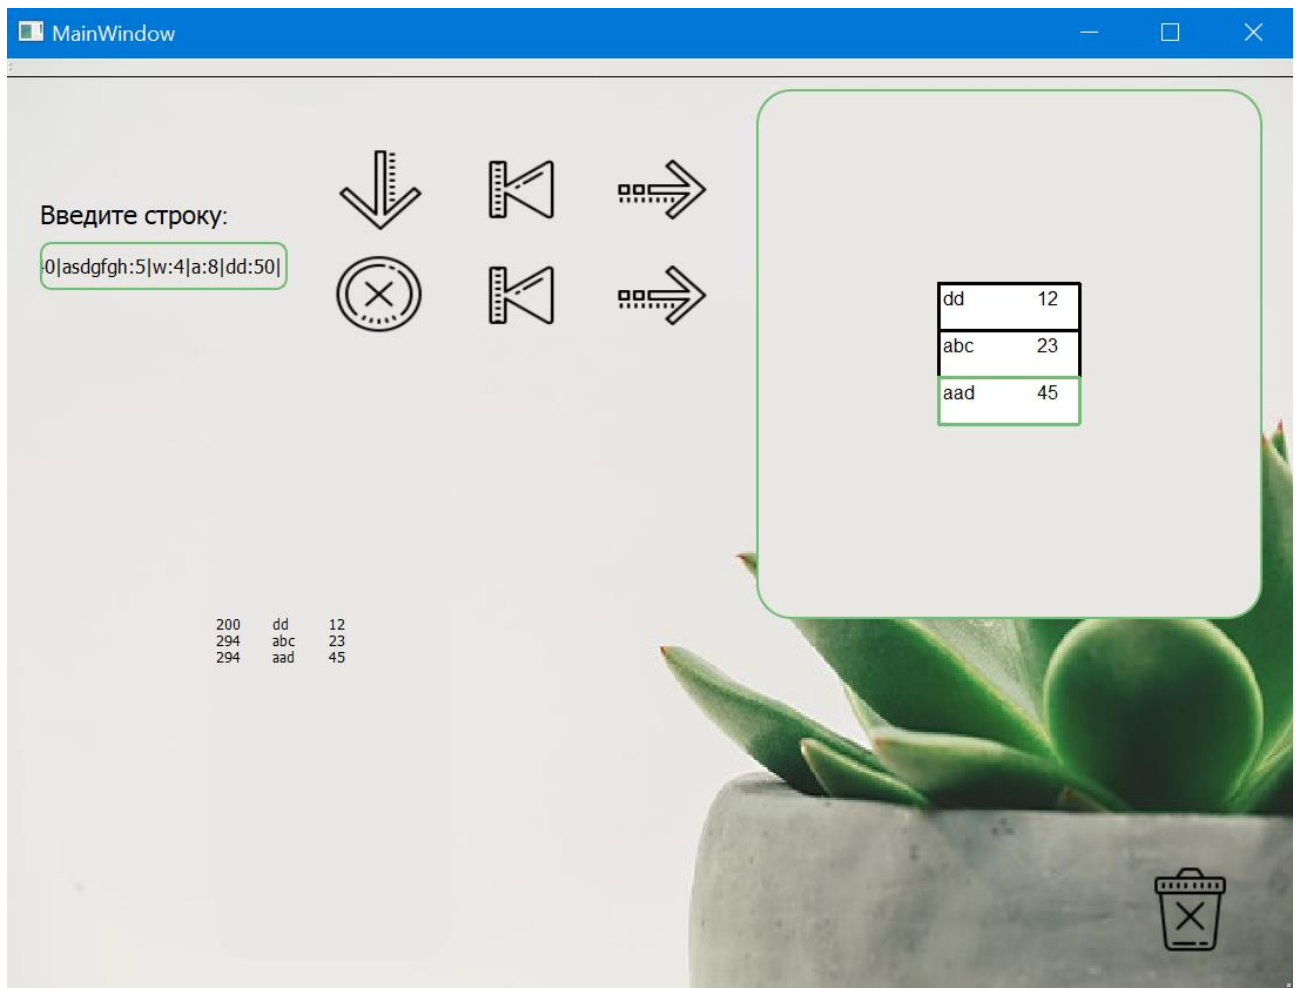 MainWindow
Введите строку:
0|asdgfgh:5|w:4|a:8|dd:50|
dd 12
abc 23
aad 45
200 dd 12
294 abc 23
294 aad 45